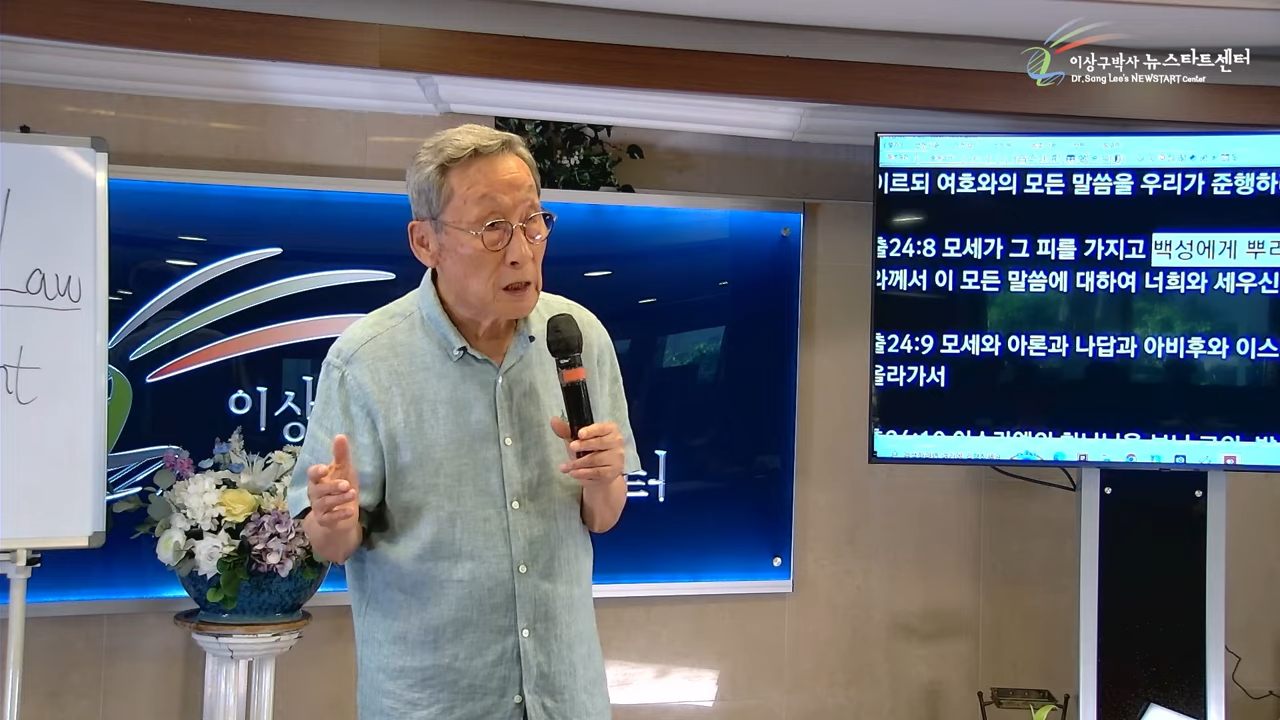 이상구박사 뉴스타트센터
Dr. Sang Lee's NEWSTART Center
Law
이르되 여호와의 모든 말씀을 우리가 준행하
출24:8 모세가 그 피를 가지고 백성에게 뿌리
와께서 이 모든 말씀에 대하여 너희와 세우신
출24:9 모세와 아론과 나답과 아비후와 이스
올라가서
이상